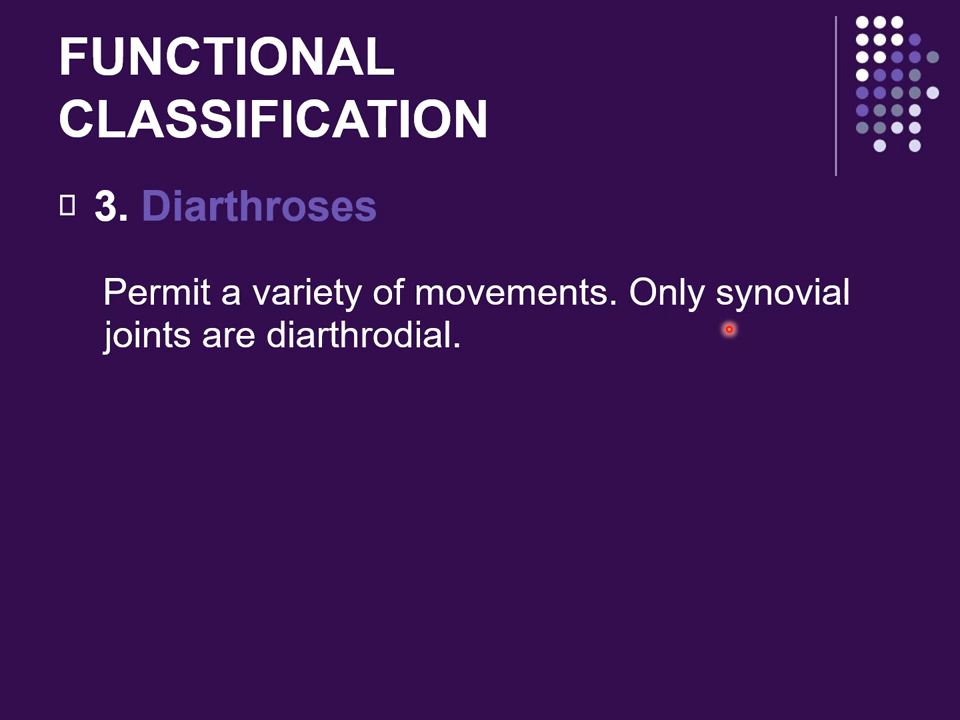 FUNCTIONAL
CLASSIFICATION
3. Diarthroses
Permit a variety of movements. Only synovial
joints are diarthrodial.